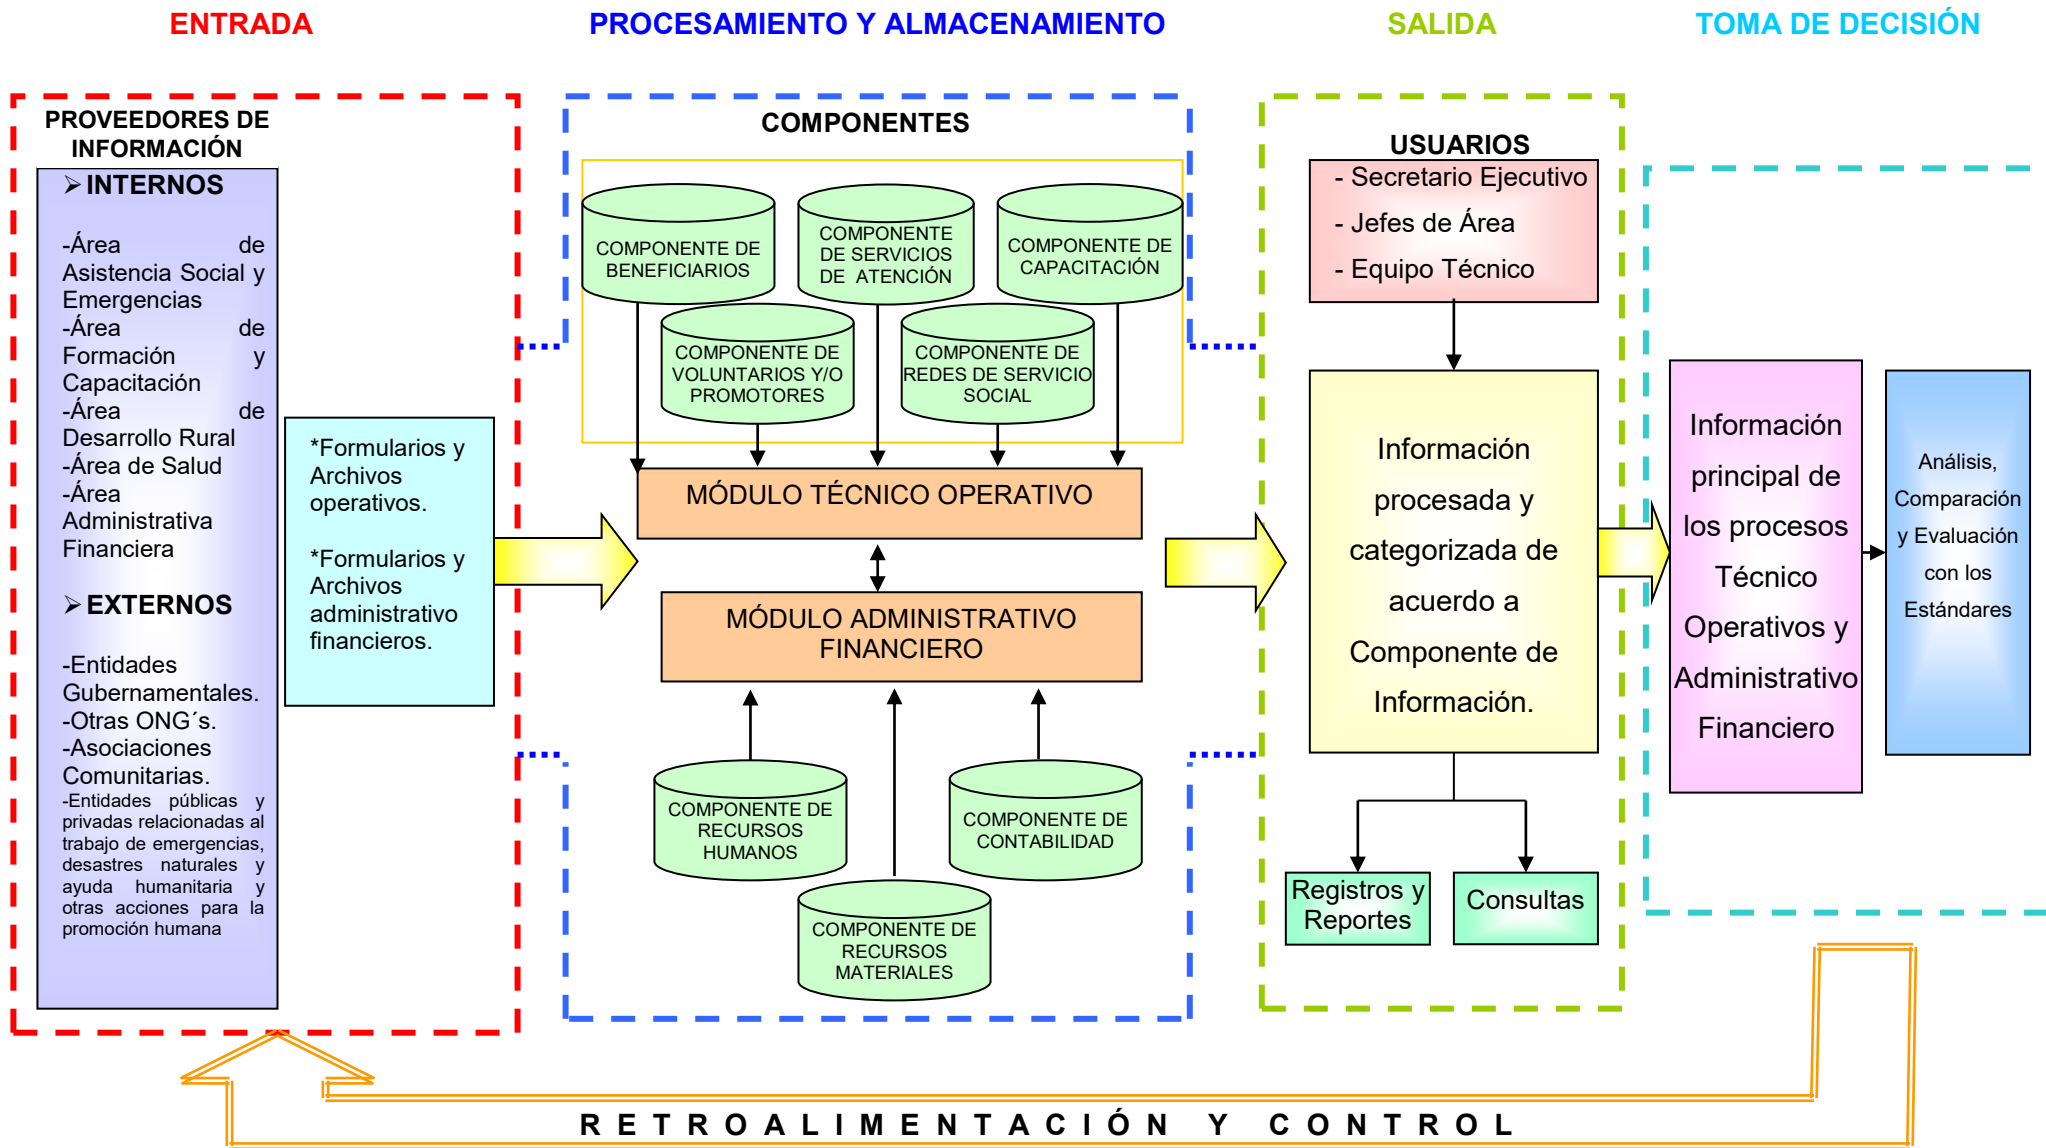 ENTRADA
PROCESAMIENTO Y ALMACENAMIENTO
SALIDA
TOMA DE DECISIÓN
PROVEEDORES DE
INFORMACIÓN
➢ INTERNOS
-Área de
Asistencia Social y
Emergencias
-Área de
Formación y
Capacitación
-Área de
Desarrollo Rural
-Área de Salud
-Área
Administrativa
Financiera
➢ EXTERNOS
-Entidades
Gubernamentales.
-Otras ONG´s.
-Asociaciones
Comunitarias.
-Entidades públicas y
privadas relacionadas al
trabajo de emergencias,
desastres naturales y
ayuda humanitaria y
otras acciones para la
promoción humana
*Formularios y
Archivos
operativos.
*Formularios y
Archivos
administrativo
financieros.
COMPONENTES
COMPONENTE DE
BENEFICIARIOS
COMPONENTE
DE SERVICIOS
DE ATENCIÓN
COMPONENTE DE
CAPACITACIÓN
COMPONENTE DE
VOLUNTARIOS Y/O
PROMOTORES
COMPONENTE DE
REDES DE SERVICIO
SOCIAL
MÓDULO TÉCNICO OPERATIVO
MÓDULO ADMINISTRATIVO
FINANCIERO
COMPONENTE DE
RECURSOS
HUMANOS
COMPONENTE DE
CONTABILIDAD
COMPONENTE DE
RECURSOS
MATERIALES
USUARIOS
- Secretario Ejecutivo
- Jefes de Área
- Equipo Técnico
Información
procesada y
categorizada de
acuerdo a
Componente de
Información.
Registros y
Reportes
Consultas
Información
principal de
los procesos
Técnico
Operativos y
Administrativo
Financiero
Análisis,
Comparación
y Evaluación
con los
Estándares
RETROALIMENTACIÓN Y CONTROL